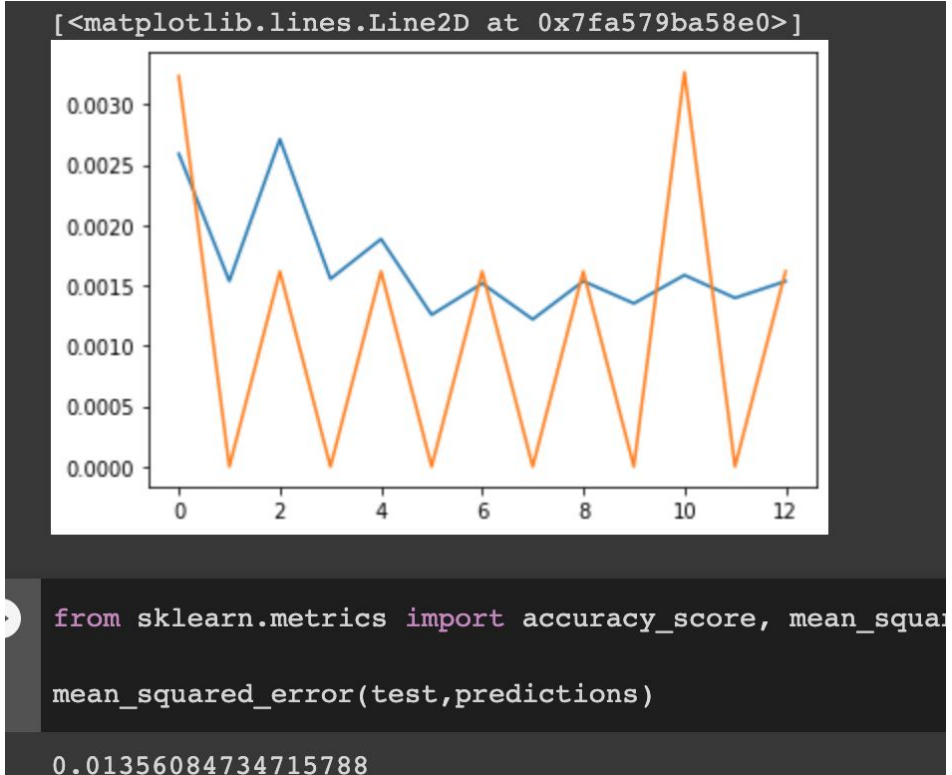 [<matplotlib.lines.Line2D at 0x7fa579ba58e0>]
0.0030
0.0025
0.0020
0.0015
0.0010
0.0005
0.0000
0 2 4 6 8 10 12
from sklearn.metrics import accuracy_score, mean_squar
mean_squared_error(test,predictions)
0.01356084734715788